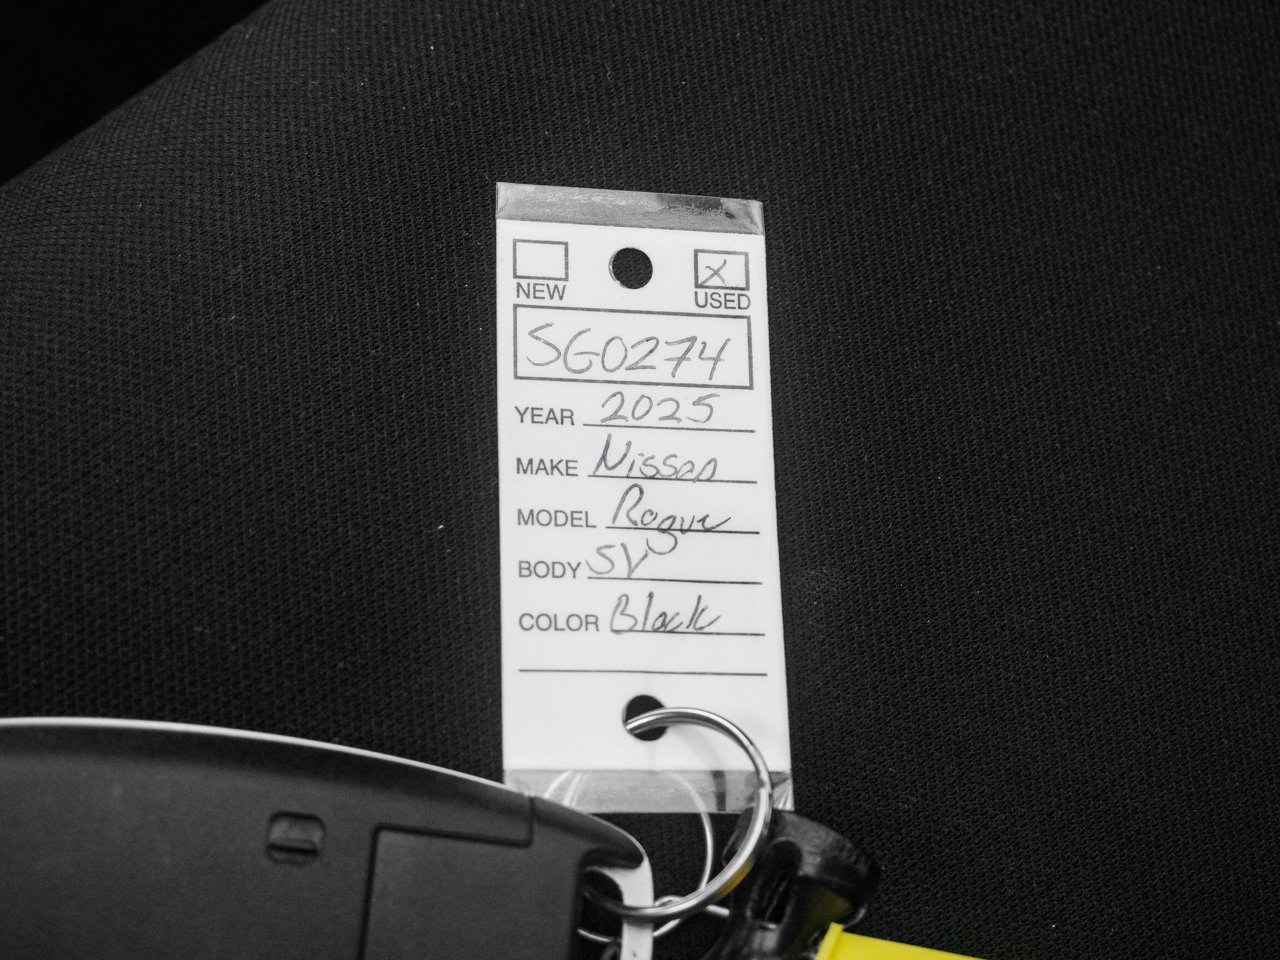 NEW USED
SG0274
YEAR 2025
MAKE Nissan
MODEL Rogue
BODY SV
COLOR Black